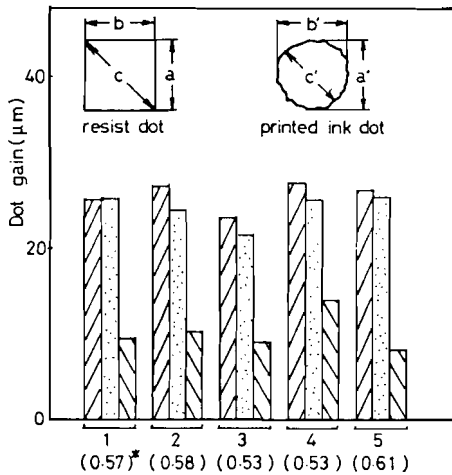 40
b
c
a
resist dot
b'
c'
a'
printed ink dot
Dot gain (μm)
20
0
1 2 3 4 5
(0.57)* (0.58) (0.53) (0.53) (0.61)